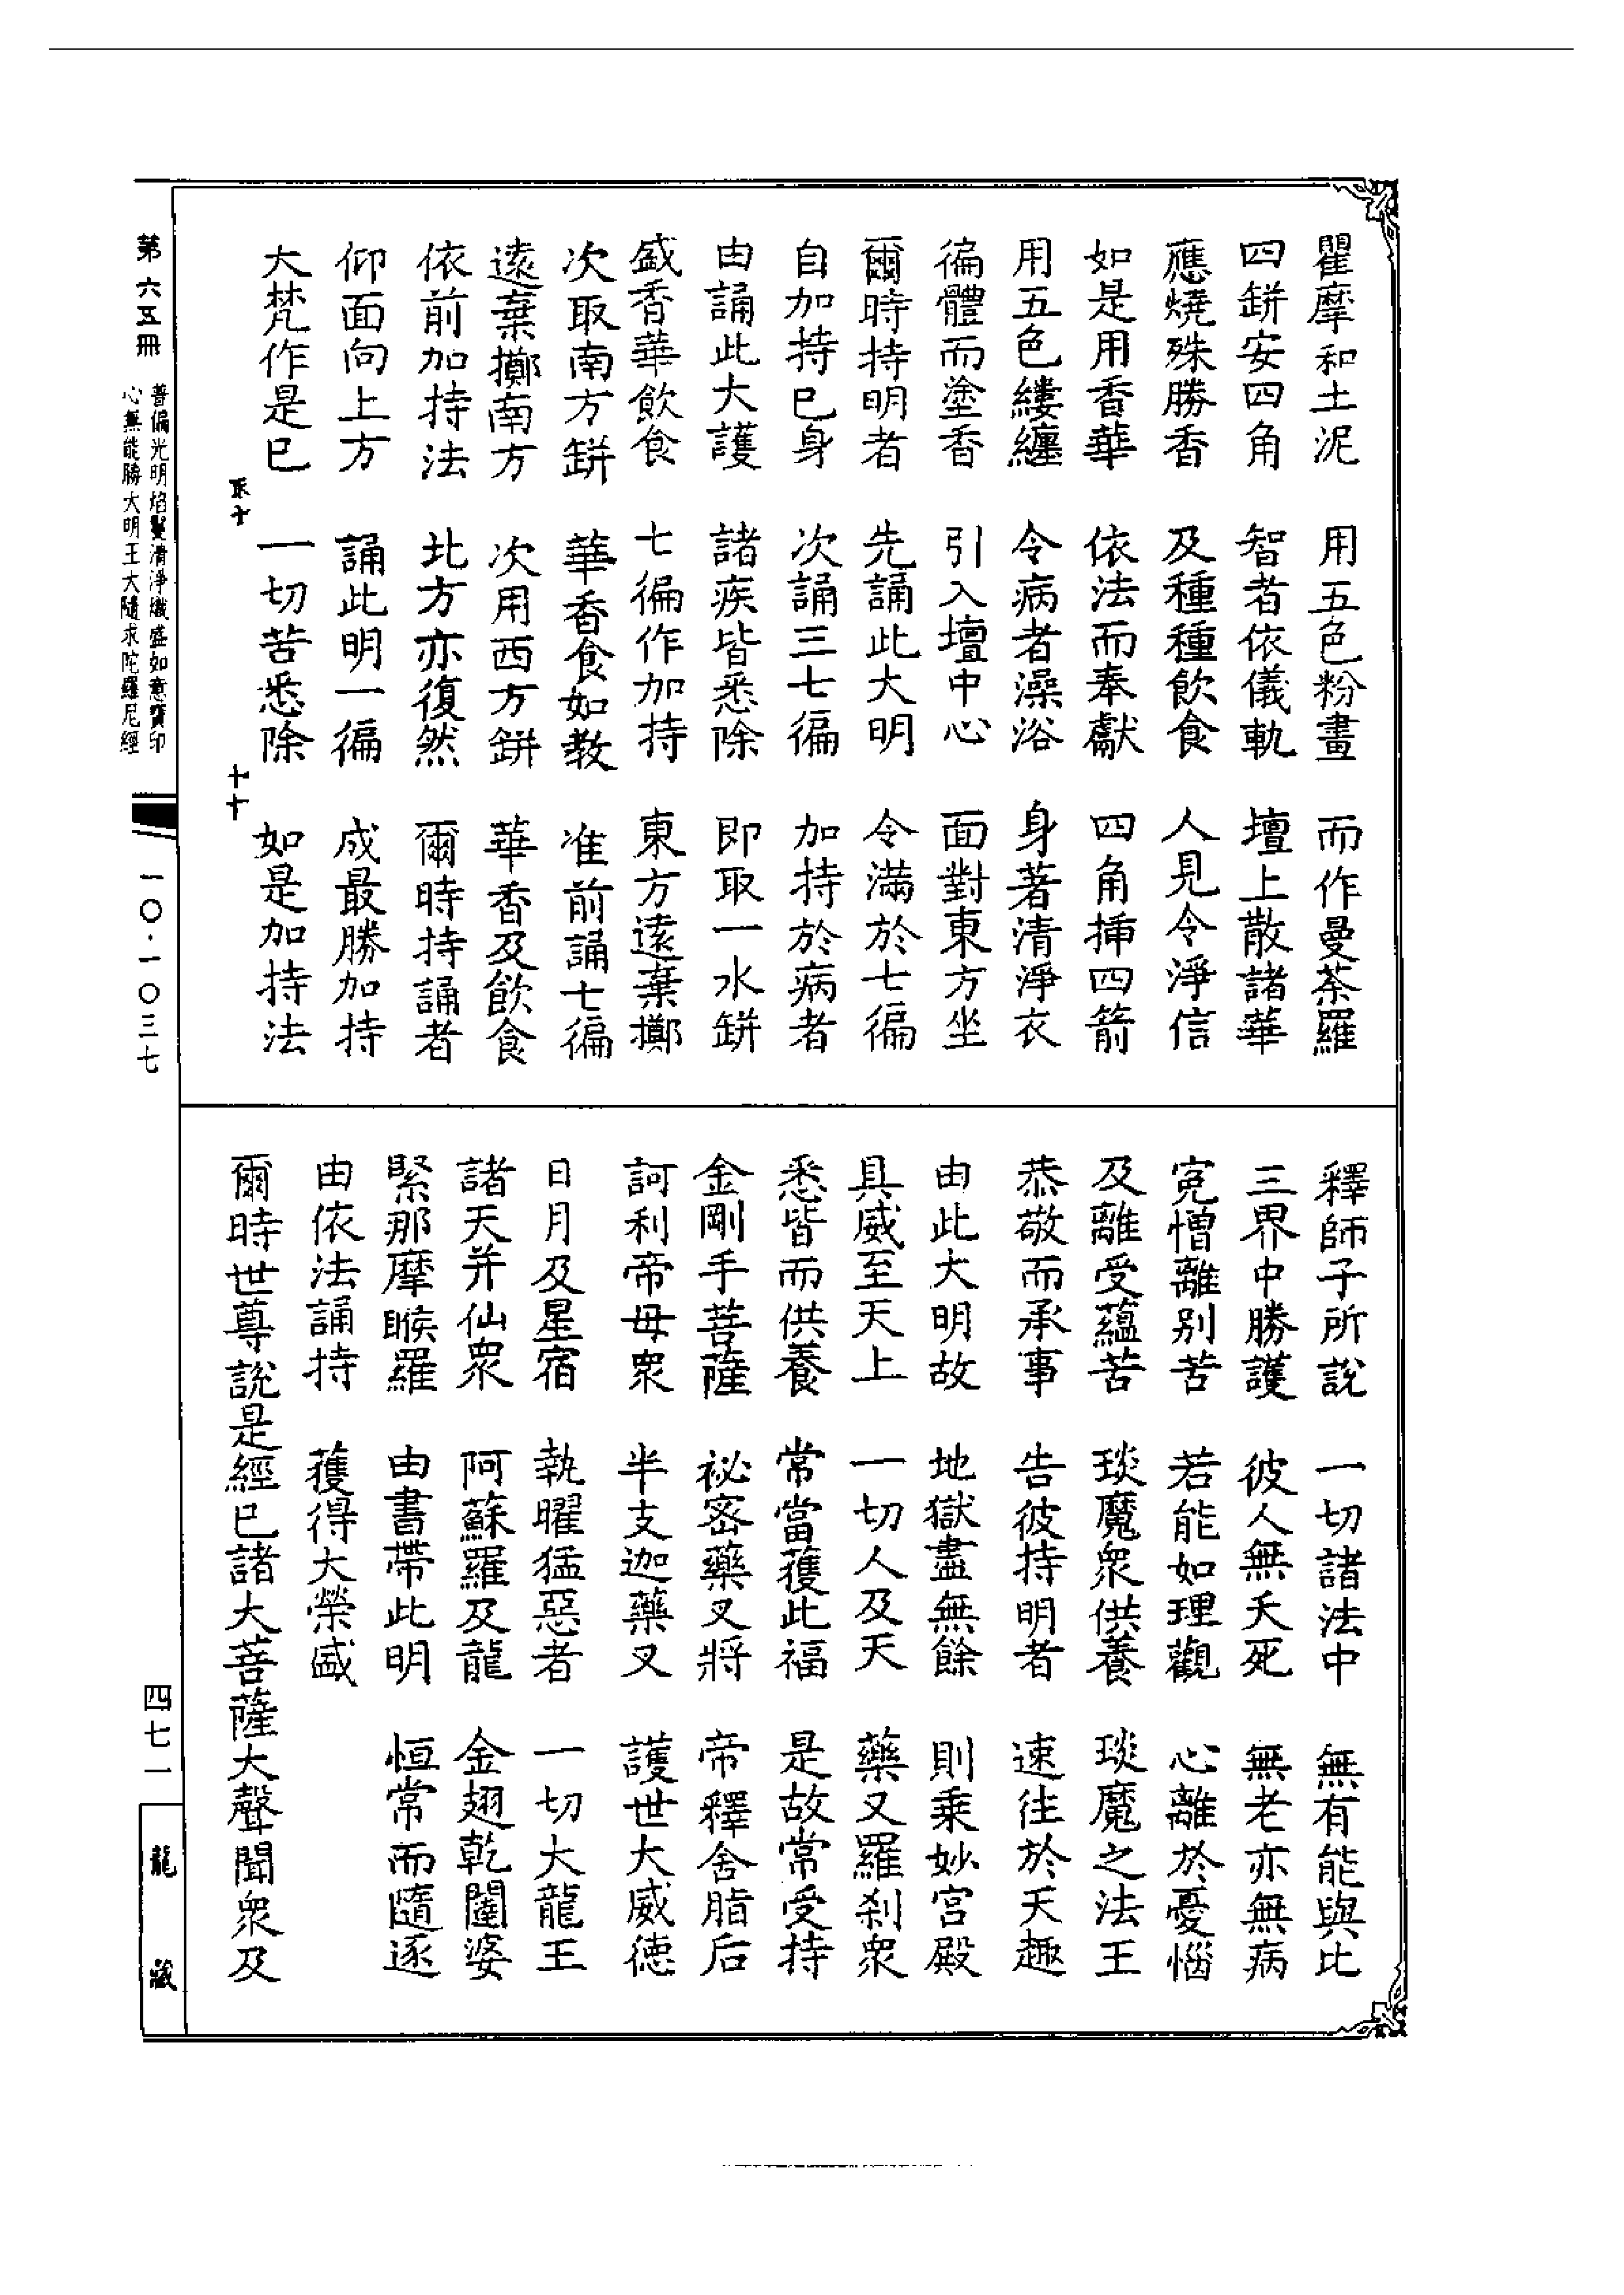 瞿摩和土泥　用五色粉畫　而作曼茶羅
四缾安四角　智者依儀軌　壇上散諸華
應燒殊勝香　及種種飲食　人見令淨信
如是用香華　依法而奉獻　四角揷四箭
用五色縷纏　令病者澡浴　身著清淨衣
徧體而塗香　引入壇中心　面對東方坐
爾時持明者　先誦此大明　令滿於七徧
自加持已身　次誦三七徧　加持於病者
由誦此大護　諸疾皆悉除　即取一水缾
盛香華飲食　七徧作加持　東方遠棄擲
次取南方缾　華香食如教　准前誦七徧
遠棄擲南方　次用西方缾　華香及飲食
依前加持法　北方亦復然　爾時持誦者
仰面向上方　誦此明一徧　成最勝加持
大梵作是已　一切苦悉除　如是加持法
釋師子所說　一切諸法中　無有能與比
三界中勝護　彼人無夭死　無老亦無病
寃憎離别苦　若能如理觀　心離於憂惱
及離受蘊苦　琰魔衆供養　琰魔之法王
恭敬而承事　告彼持明者　速往於天趣
由此大明故　地獄盡無餘　則乘妙宮殿
具威至天上　一切人及天　藥叉羅刹衆
悉皆而供養　常當獲此福　是故常受持
金剛手菩薩　祕密藥叉將　帝釋舍脂后
訶利帝母衆　半支迦藥叉　護世大威德
日月及星宿　執曜猛惡者　一切大龍王
諸天并仙衆　阿蘇羅及龍　金翅乾闥婆
緊那摩睺羅　由書帶此明　恒常而隨逐
由依法誦持　獲得大榮盛
爾時世尊說是經已諸大菩薩大聲聞衆及
第六五冊
普徧光明焰鬘清淨熾盛如意寶印
心無能勝大明王大隨求陀羅尼經
一〇·一〇三七
四七一
龍藏